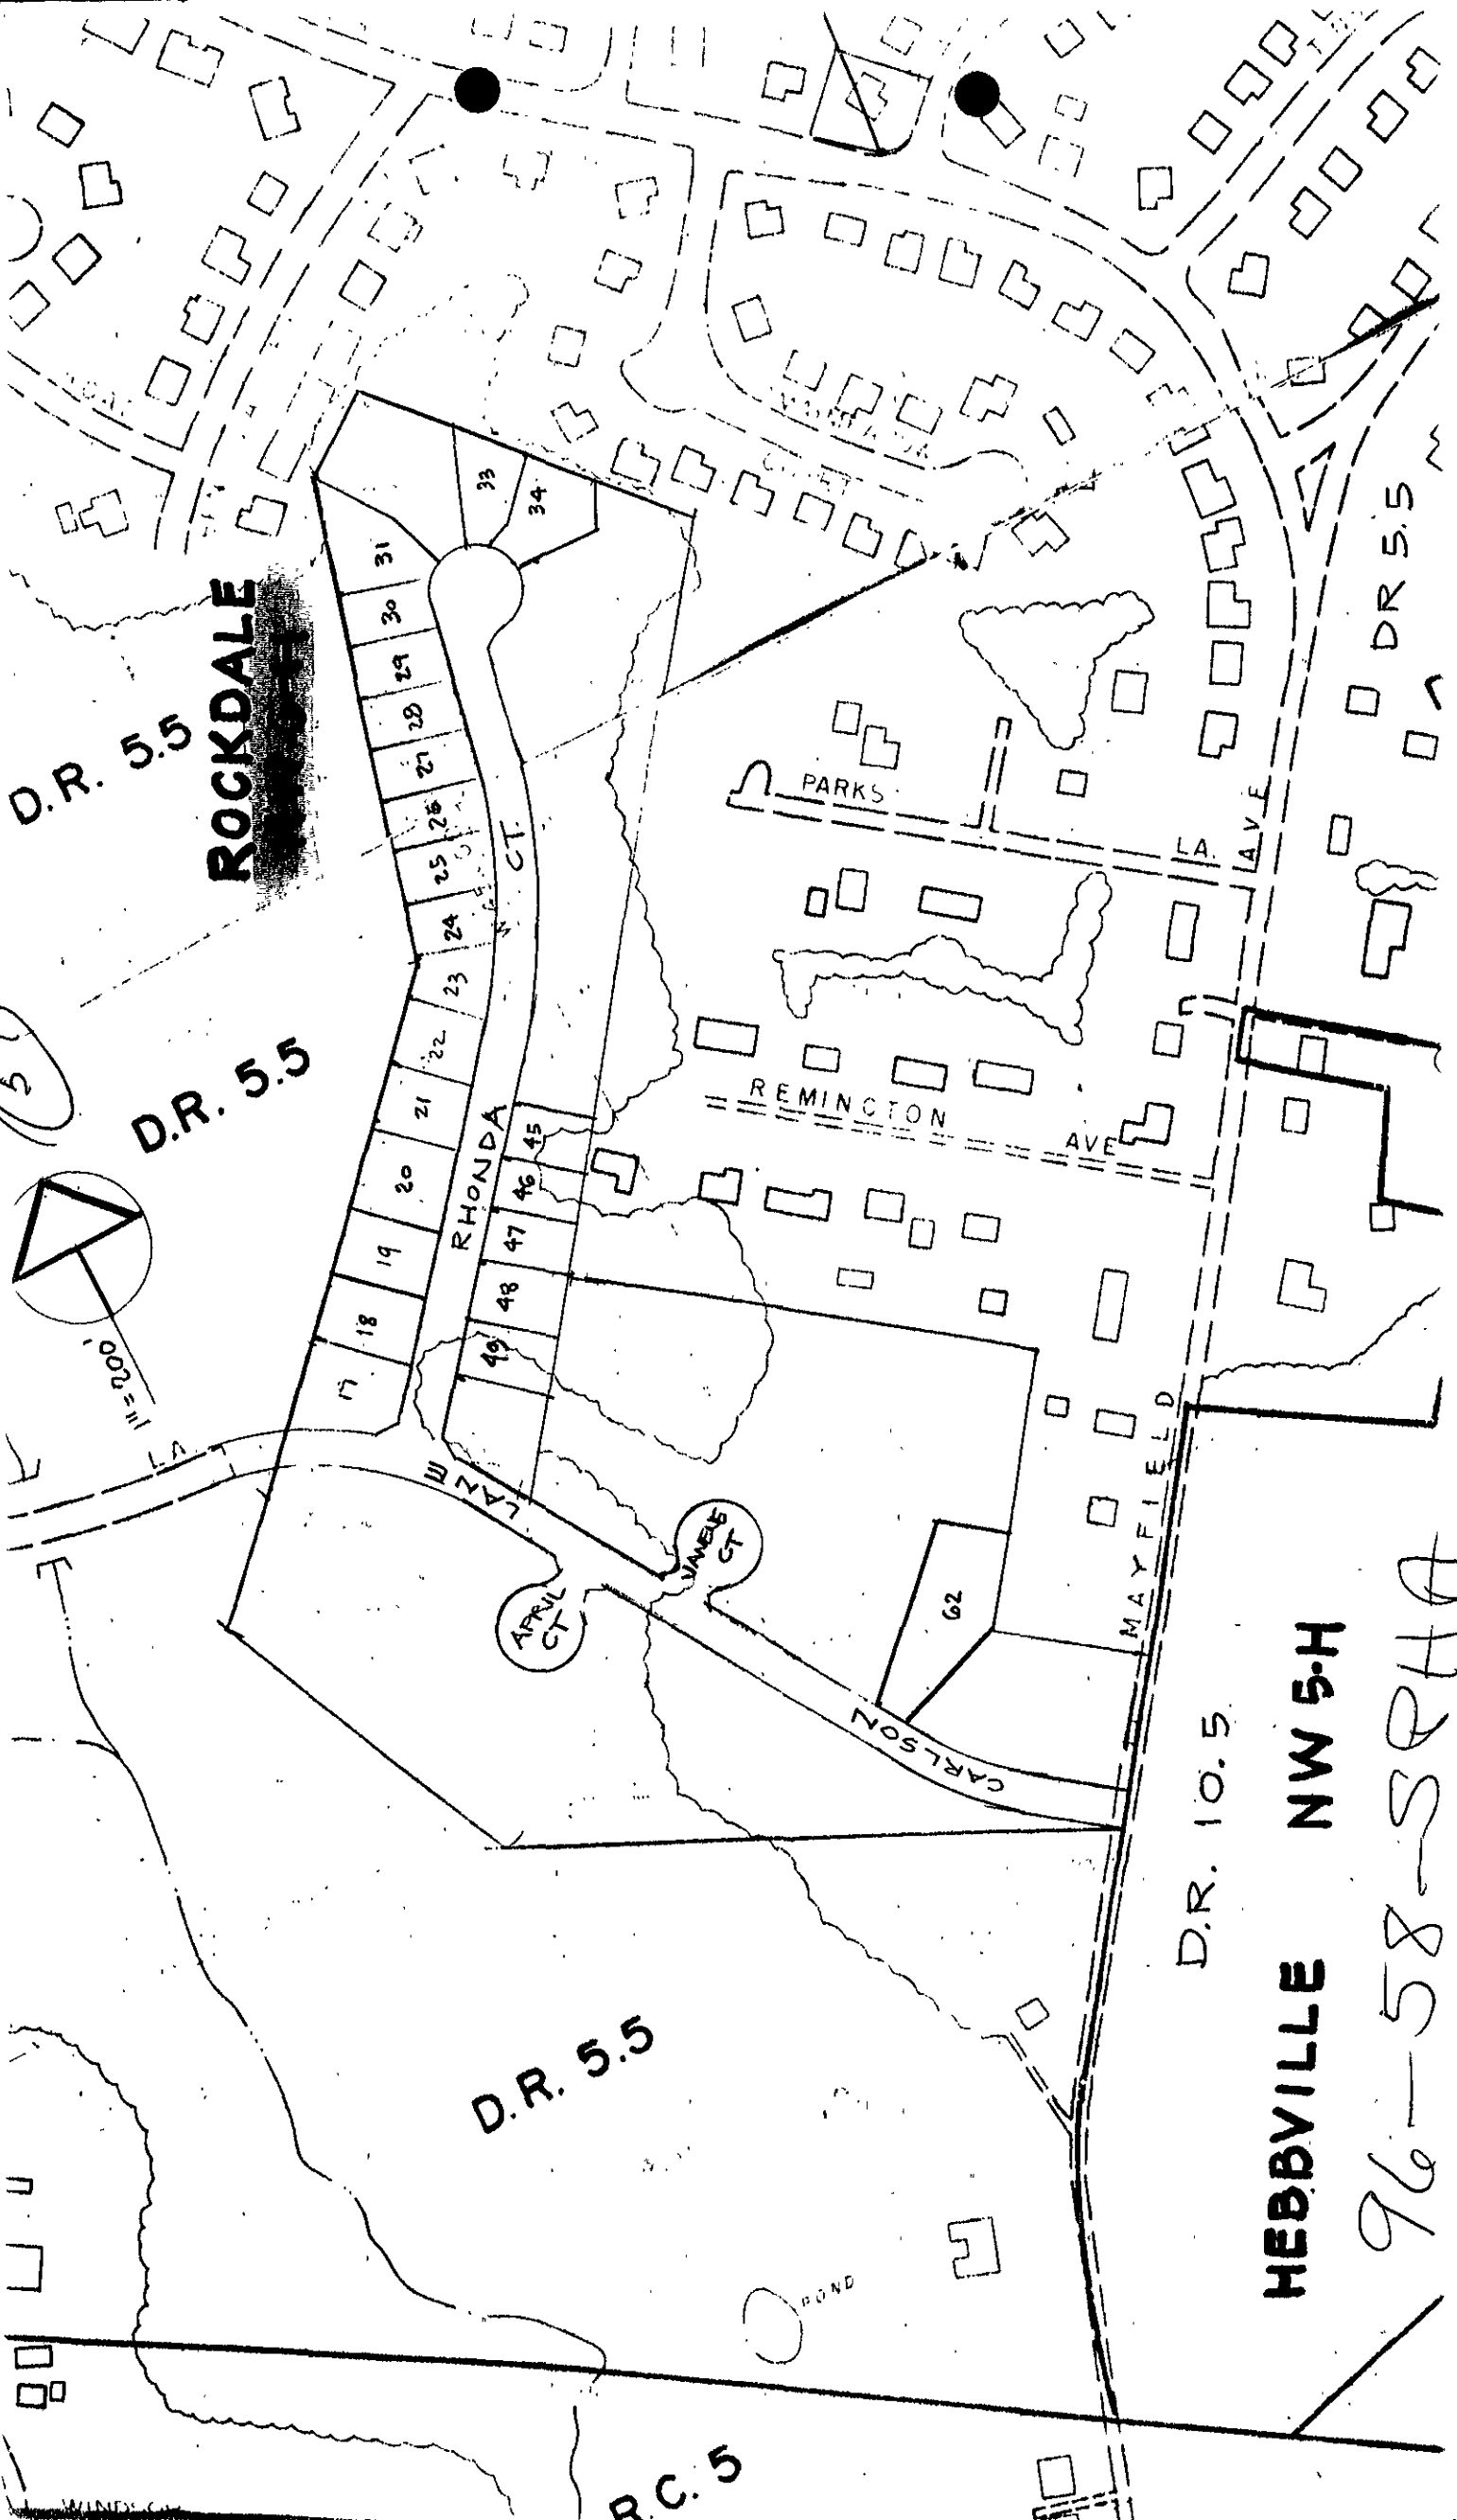 33
34
31
30
29
28
27
26
25
24
23
22
21
20
19
18
17
45
46
47
48
49
62
ROCKDALE
D.R. 5.5
D.R. 5.5
D.R. 5.5
DR 5.5
D.R. 10.5
R.C. 5
5
1"=200'
RHONDA CT.
CARLSON LANE
APRIL CT
CT
PARKS LA.
REMINGTON AVE
MAYFIELD AVE
POND
HEBBVILLE NW 5-H
96-58-SPHA